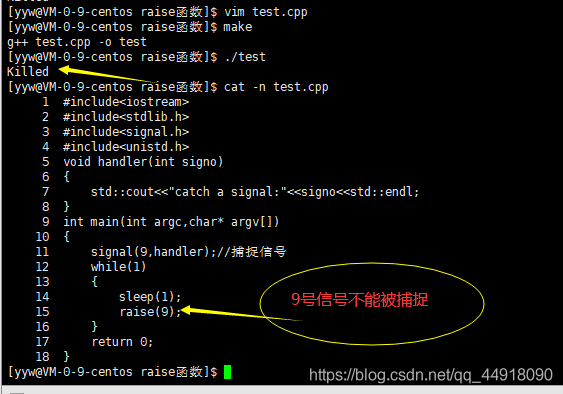 [yyw@VM-0-9-centos raise函数]$ vim test.cpp
[yyw@VM-0-9-centos raise函数]$ make
g++ test.cpp -o test
[yyw@VM-0-9-centos raise函数]$ ./test
Killed
[yyw@VM-0-9-centos raise函数]$ cat -n test.cpp
1 #include<iostream>
2 #include<stdlib.h>
3 #include<signal.h>
4 #include<unistd.h>
5 void handler(int signo)
6 {
7 std::cout<<"catch a signal:"<<signo<<std::endl;
8 }
9 int main(int argc,char* argv[])
10 {
11 signal(9,handler);//捕捉信号
12 while(1)
13 {
14 sleep(1);
15 raise(9);
9号信号不能被捕捉
16 }
17 return 0;
18 }
[yyw@VM-0-9-centos raise函数]$
https://blog.csdn.net/qq_44918090